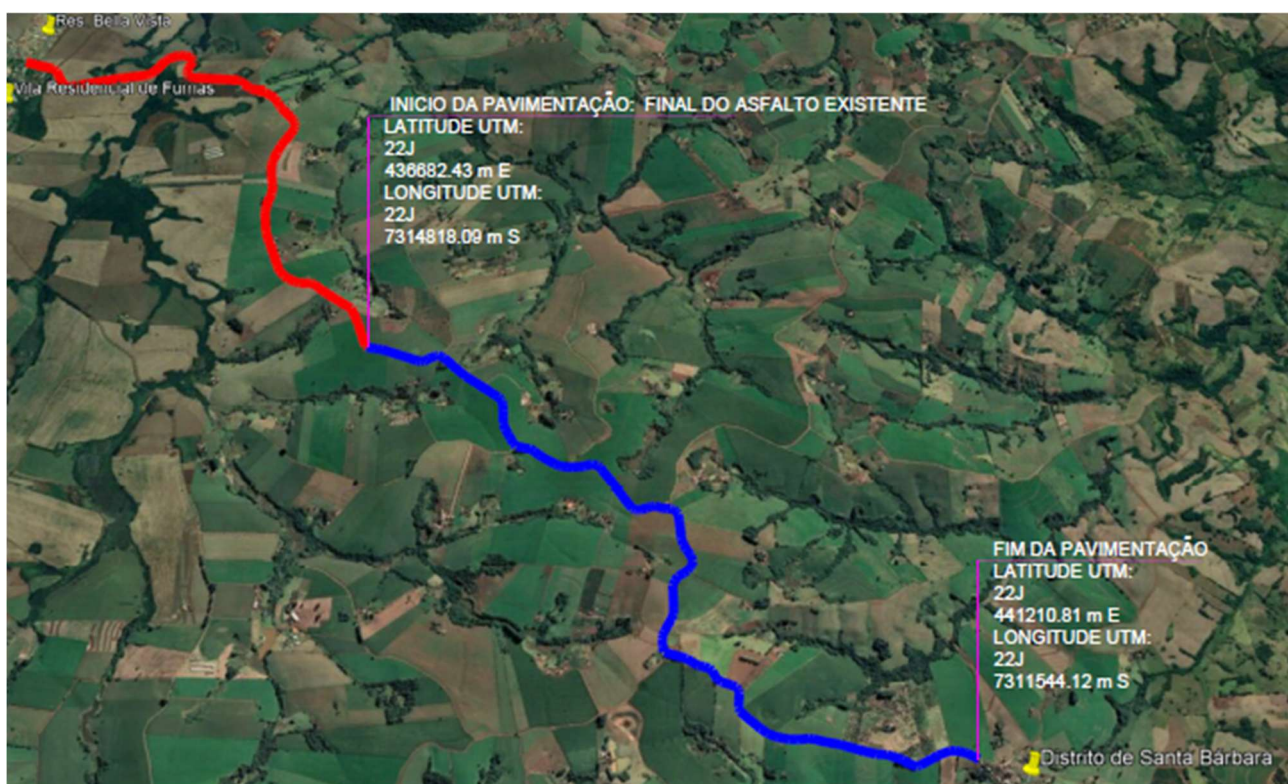 Res. Bella Vista
Vila Residencial de Furnas
INICIO DA PAVIMENTAÇÃO: FINAL DO ASFALTO EXISTENTE
LATITUDE UTM:
22J
436682.43 m E
LONGITUDE UTM:
22J
7314818.09 m S
FIM DA PAVIMENTAÇÃO
LATITUDE UTM:
22J
441210.81 m E
LONGITUDE UTM:
22J
7311544.12 m S
Distrito de Santa Bárbara